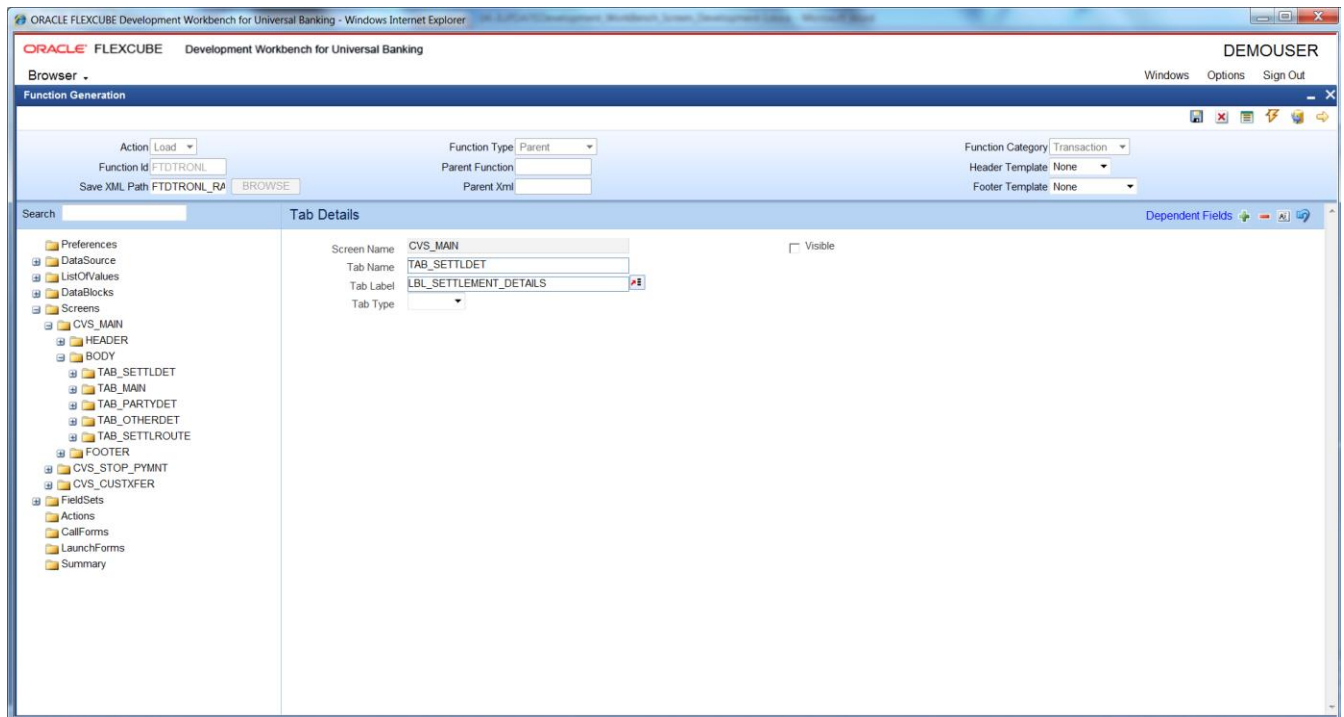 ORACLE FLEXCUBE Development Workbench for Universal Banking - Windows Internet Explorer
ORACLE FLEXCUBE Development Workbench for Universal Banking DEMOUSER
Browser Windows Options Sign Out
Function Generation
Action Load Function Type Parent Function Category Transaction
Function Id FTDTRONL Parent Function Header Template None
Save XML Path FTDTRONL_RA BROWSE Parent Xml Footer Template None
Search Tab Details Dependent Fields
Preferences
DataSource
ListOfValues
DataBlocks
Screens
CVS_MAIN
HEADER
BODY
TAB_SETTLDET
TAB_MAIN
TAB_PARTYDET
TAB_OTHERDET
TAB_SETTLROUTE
FOOTER
CVS_STOP_PYMNT
CVS_CUSTXFER
FieldSets
Actions
CallForms
LaunchForms
Summary
Screen Name CVS_MAIN Visible
Tab Name TAB_SETTLDET
Tab Label LBL_SETTLEMENT_DETAILS
Tab Type